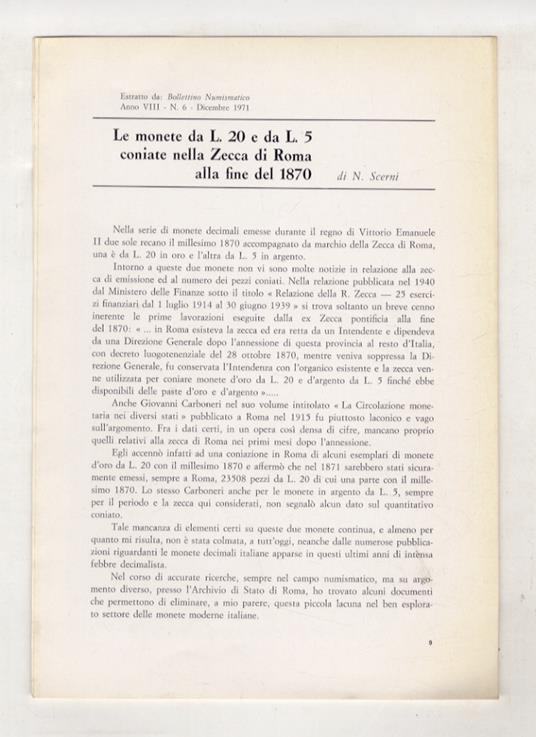 Estratto da: Bollettino Numismatico
Anno VIII - N. 6 - Dicembre 1971
Le monete da L. 20 e da L. 5
coniate nella Zecca di Roma
alla fine del 1870 di N. Scerni
Nella serie di monete decimali emesse durante il regno di Vittorio Emanuele
II due sole recano il millesimo 1870 accompagnato da marchio della Zecca di Roma,
una è da L. 20 in oro e l'altra da L. 5 in argento.
Intorno a queste due monete non vi sono molte notizie in relazione alla zec-
ca di emissione ed al numero dei pezzi coniati. Nella relazione pubblicata nel 1940
dal Ministero delle Finanze sotto il titolo « Relazione della R. Zecca — 25 eserci-
zi finanziari dal 1 luglio 1914 al 30 giugno 1939 » si trova soltanto un breve cenno
inerente le prime lavorazioni eseguite dalla ex Zecca pontificia alla fine
del 1870: « ... in Roma esisteva la zecca ed era retta da un Intendente e dipendeva
da una Direzione Generale dopo l'annessione di questa provincia al resto d'Italia,
con decreto luogotenenziale del 28 ottobre 1870, mentre veniva soppressa la Di-
rezione Generale, fu conservata l'Intendenza con l'organico esistente e la zecca ven-
ne utilizzata per coniare monete d'oro da L. 20 e d'argento da L. 5 finché ebbe
disponibili delle paste d'oro e d'argento ».....
Anche Giovanni Carboneri nel suo volume intitolato « La Circolazione mone-
taria nei diversi stati » pubblicato a Roma nel 1915 fu piuttosto laconico e vago
sull'argomento. Fra i dati certi, in un opera così densa di cifre, mancano proprio
quelli relativi alla zecca di Roma nei primi mesi dopo l'annessione.
Egli accennò infatti ad una coniazione in Roma di alcuni esemplari di monete
d'oro da L. 20 con il millesimo 1870 e affermò che nel 1871 sarebbero stati sicura-
mente emessi, sempre a Roma, 23508 pezzi da L. 20 di cui una parte con il mille-
simo 1870. Lo stesso Carboneri anche per le monete in argento da L. 5, sempre
per il periodo e la zecca qui considerati, non segnalò alcun dato sul quantitativo
coniato.
Tale mancanza di elementi certi su queste due monete continua, e almeno per
quanto mi risulta, non è stata colmata, a tutt'oggi, neanche dalle numerose pubblica-
zioni riguardanti le monete decimali italiane apparse in questi ultimi anni di intensa
febbre decimalista.
Nel corso di accurate ricerche, sempre nel campo numismatico, ma su argo-
mento diverso, presso l'Archivio di Stato di Roma, ho trovato alcuni documenti
che permettono di eliminare, a mio parere, questa piccola lacuna nel ben esplora-
to settore delle monete moderne italiane.
9